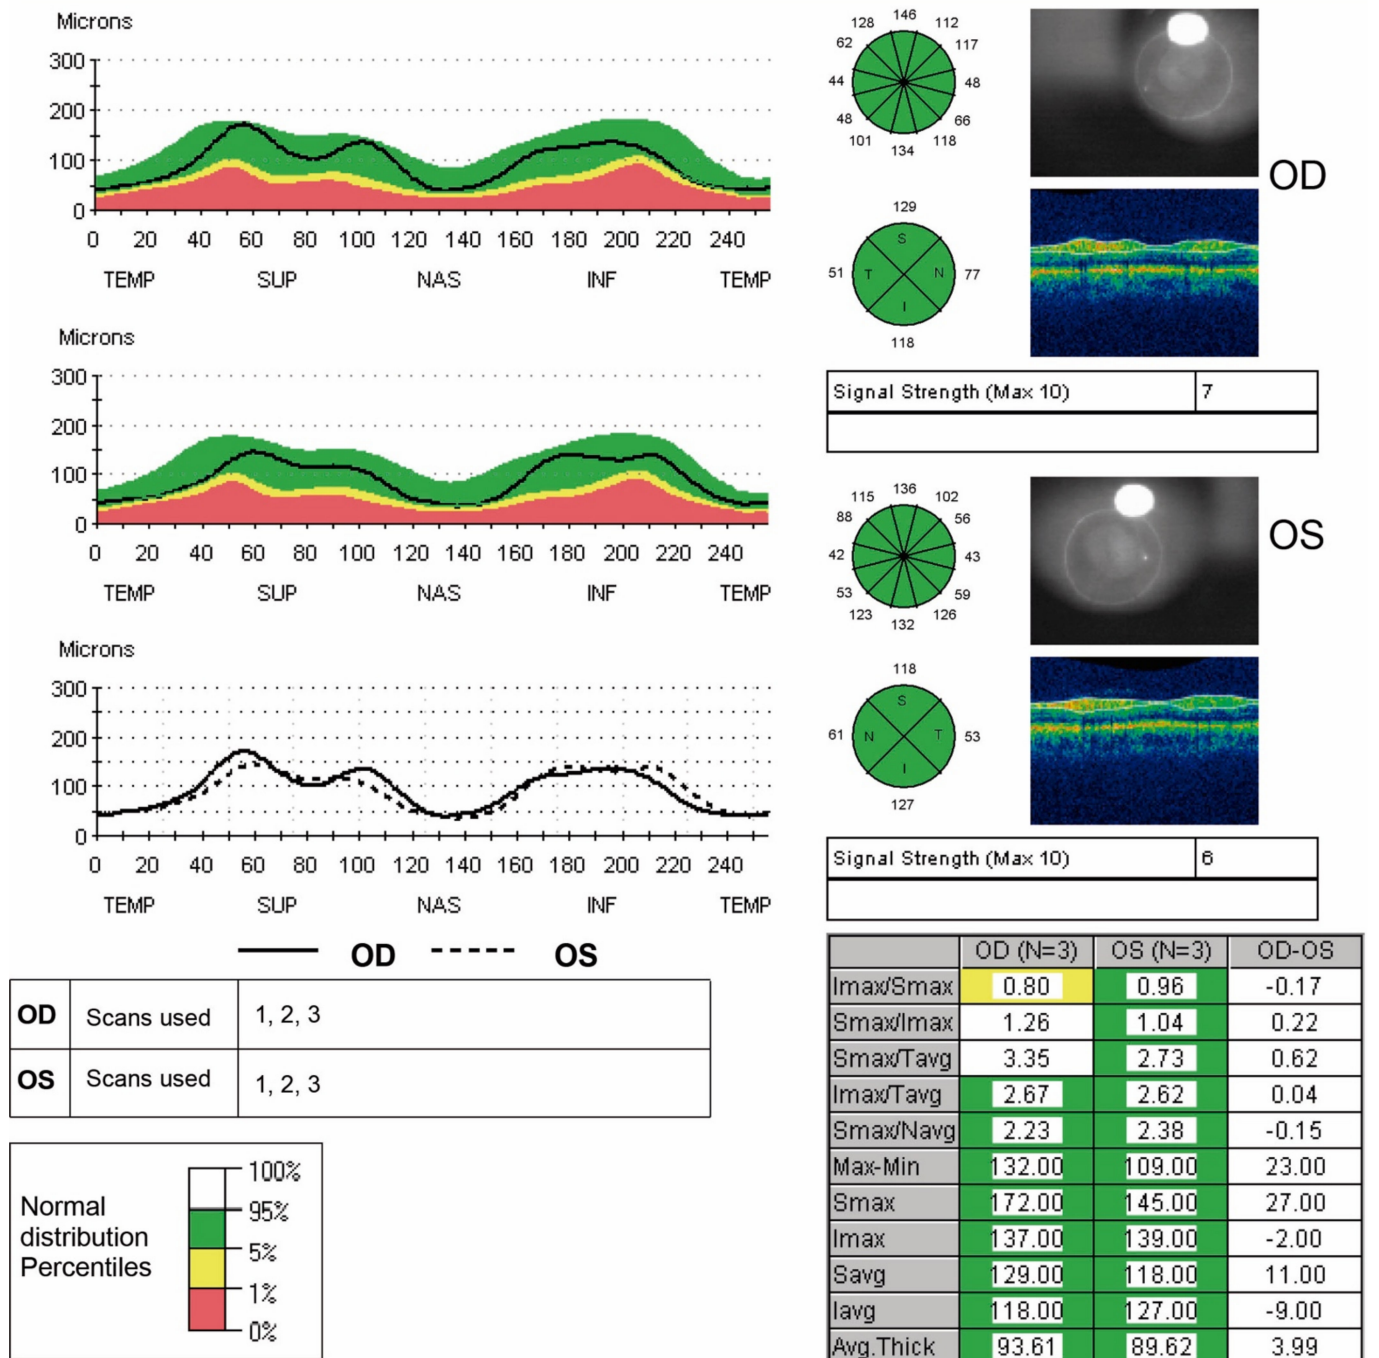 Microns
300
200
100
0
0 20 40 60 80 100 120 140 160 180 200 220 240
TEMP SUP NAS INF TEMP
Microns
300
200
100
0
0 20 40 60 80 100 120 140 160 180 200 220 240
TEMP SUP NAS INF TEMP
Microns
300
200
100
0
0 20 40 60 80 100 120 140 160 180 200 220 240
TEMP SUP NAS INF TEMP
OD OS
OD Scans used 1, 2, 3
OS Scans used 1, 2, 3
Normal
distribution
Percentiles
100%
95%
5%
1%
0%
128 146 112
62 117
44 48
48 66
101 134 118
OD
129
S
51 T N 77
I
118
Signal Strength (Max 10) 7
115 136 102
88 56
42 43
53 59
123 132 126
OS
118
S
61 N T 53
I
127
Signal Strength (Max 10) 6
OD (N=3) OS (N=3) OD-OS
Imax/Smax 0.80 0.96 -0.17
Smax/Imax 1.26 1.04 0.22
Smax/Tavg 3.35 2.73 0.62
Imax/Tavg 2.67 2.62 0.04
Smax/Navg 2.23 2.38 -0.15
Max-Min 132.00 109.00 23.00
Smax 172.00 145.00 27.00
Imax 137.00 139.00 -2.00
Savg 129.00 118.00 11.00
Iavg 118.00 127.00 -9.00
Avg.Thick 93.61 89.62 3.99